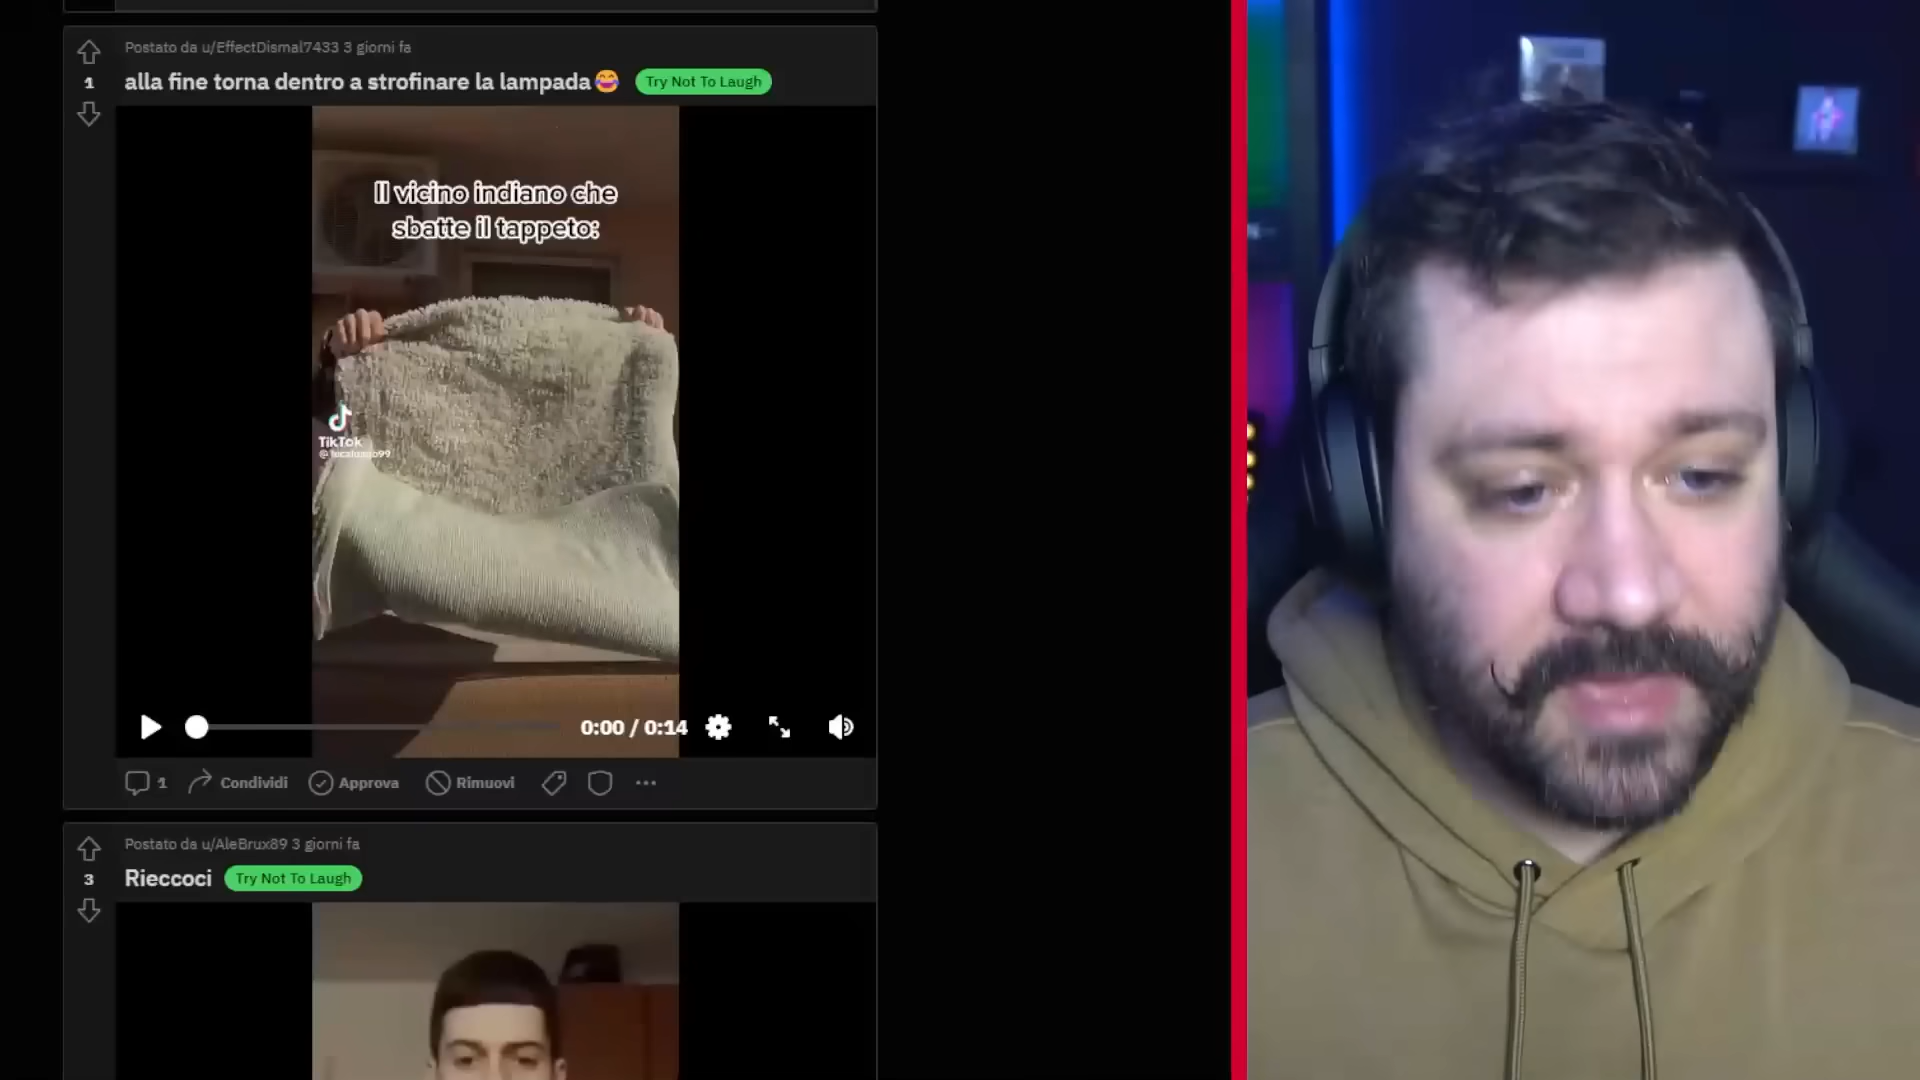 Postato da u/EffectDismal7433 3 giorni fa
1
alla fine torna dentro a strofinare la lampada😂 Try Not To Laugh
Il vicino indiano che
sbatte il tappeto:
TikTok
0:00 / 0:14
1 Condividi Approva Rimuovi
Postato da u/AleBrux89 3 giorni fa
3
Rieccoci Try Not To Laugh